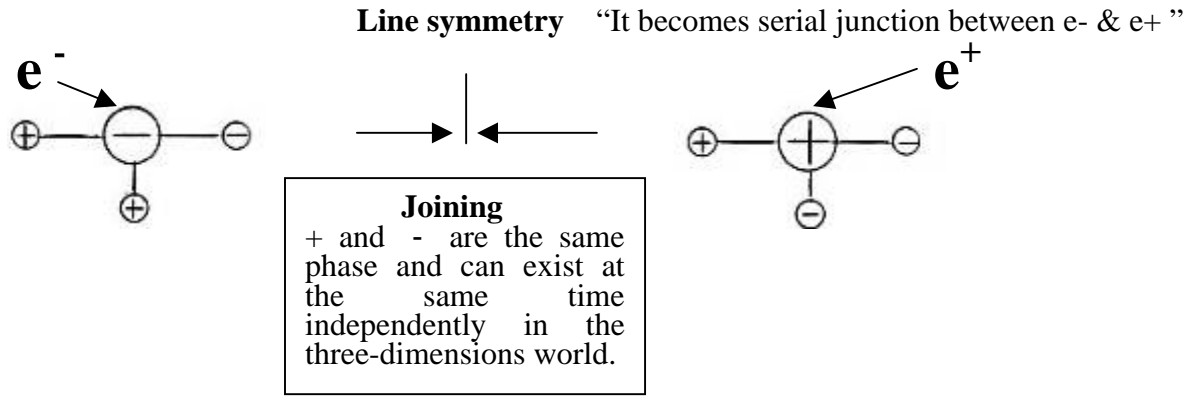 Line symmetry “It becomes serial junction between e- & e+ ”
e -
e+
+ − +
+ + − −
Joining
+ and - are the same
phase and can exist at
the same time
independently in the
three-dimensions world.